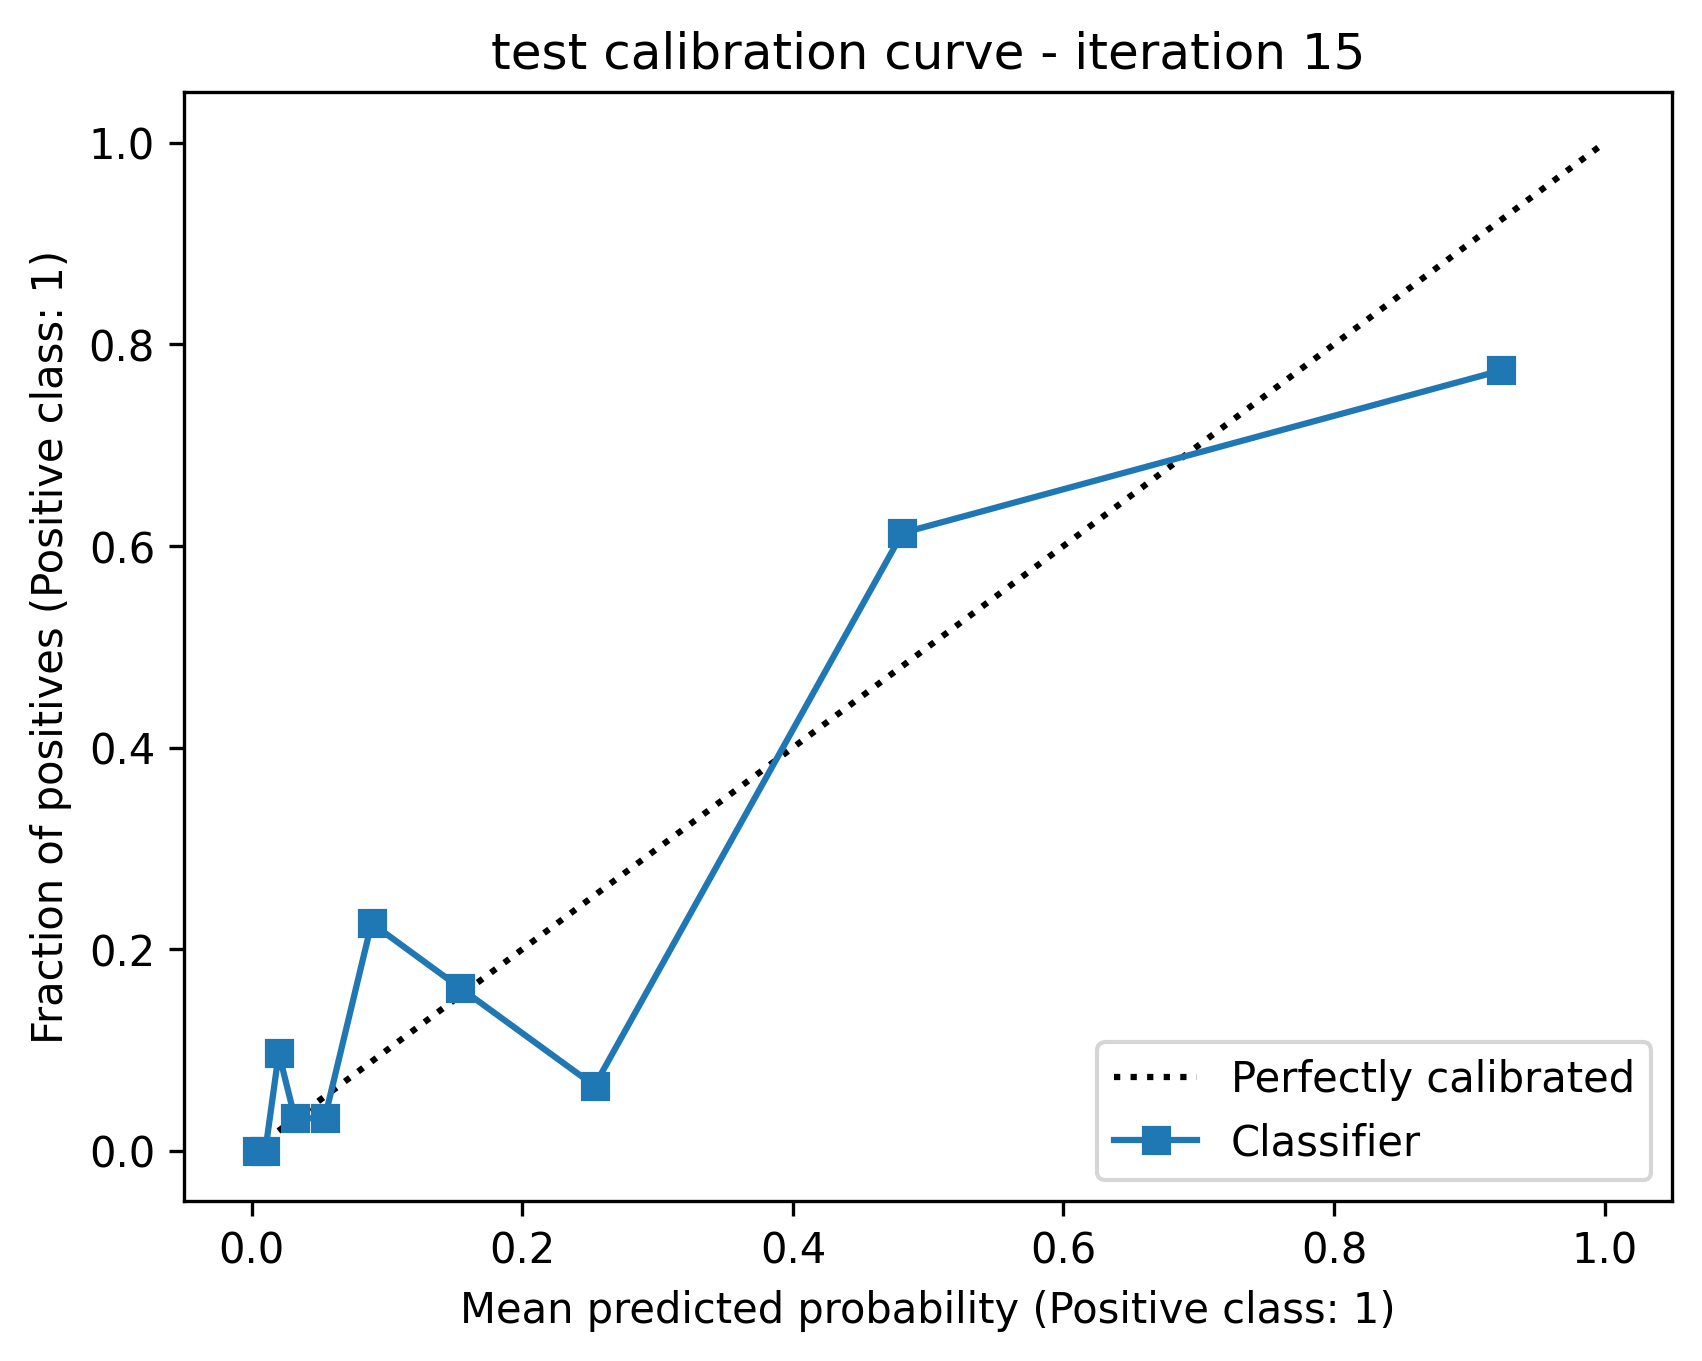 test calibration curve - iteration 15
Fraction of positives (Positive class: 1)
1.0
0.8
0.6
0.4
0.2
0.0
Perfectly calibrated
Classifier
0.0 0.2 0.4 0.6 0.8 1.0
Mean predicted probability (Positive class: 1)